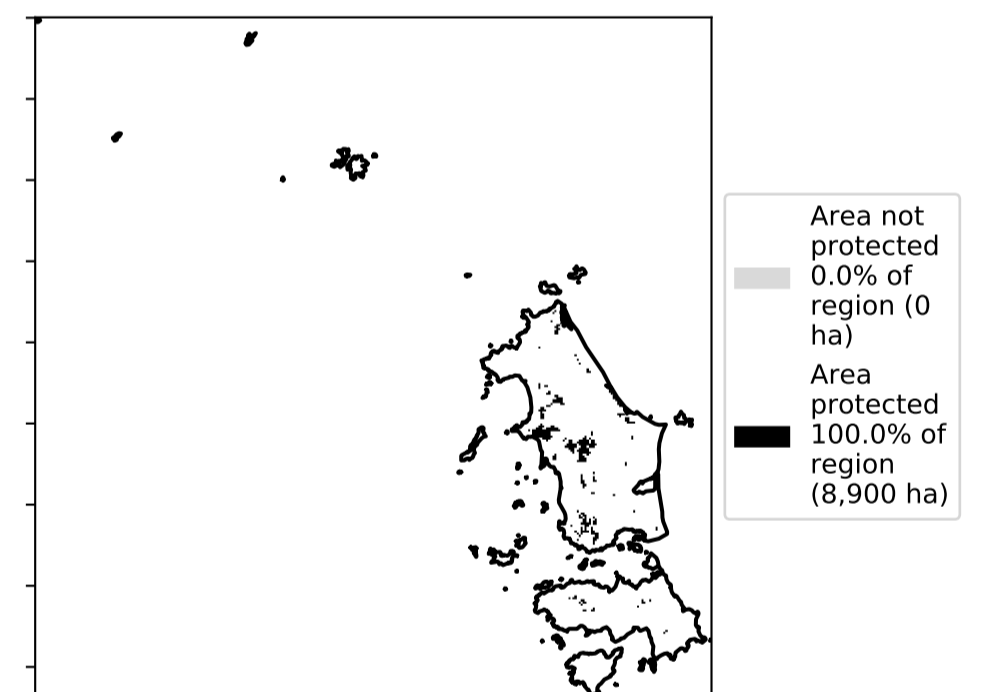 Area not
protected
0.0% of
region (0
ha)
Area
protected
100.0% of
region
(8,900 ha)